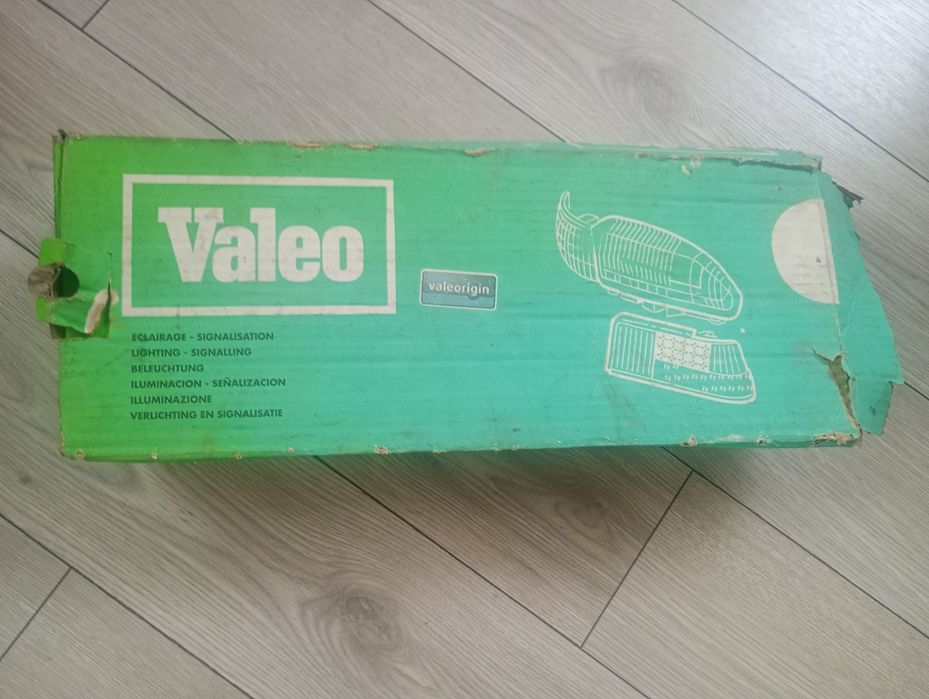 Valeo
valeorigin
ECLAIRAGE - SIGNALISATION
LIGHTING - SIGNALLING
BELEUCHTUNG
ILUMINACION - SEÑALIZACION
ILLUMINAZIONE
VERLICHTING EN SIGNALISATIE